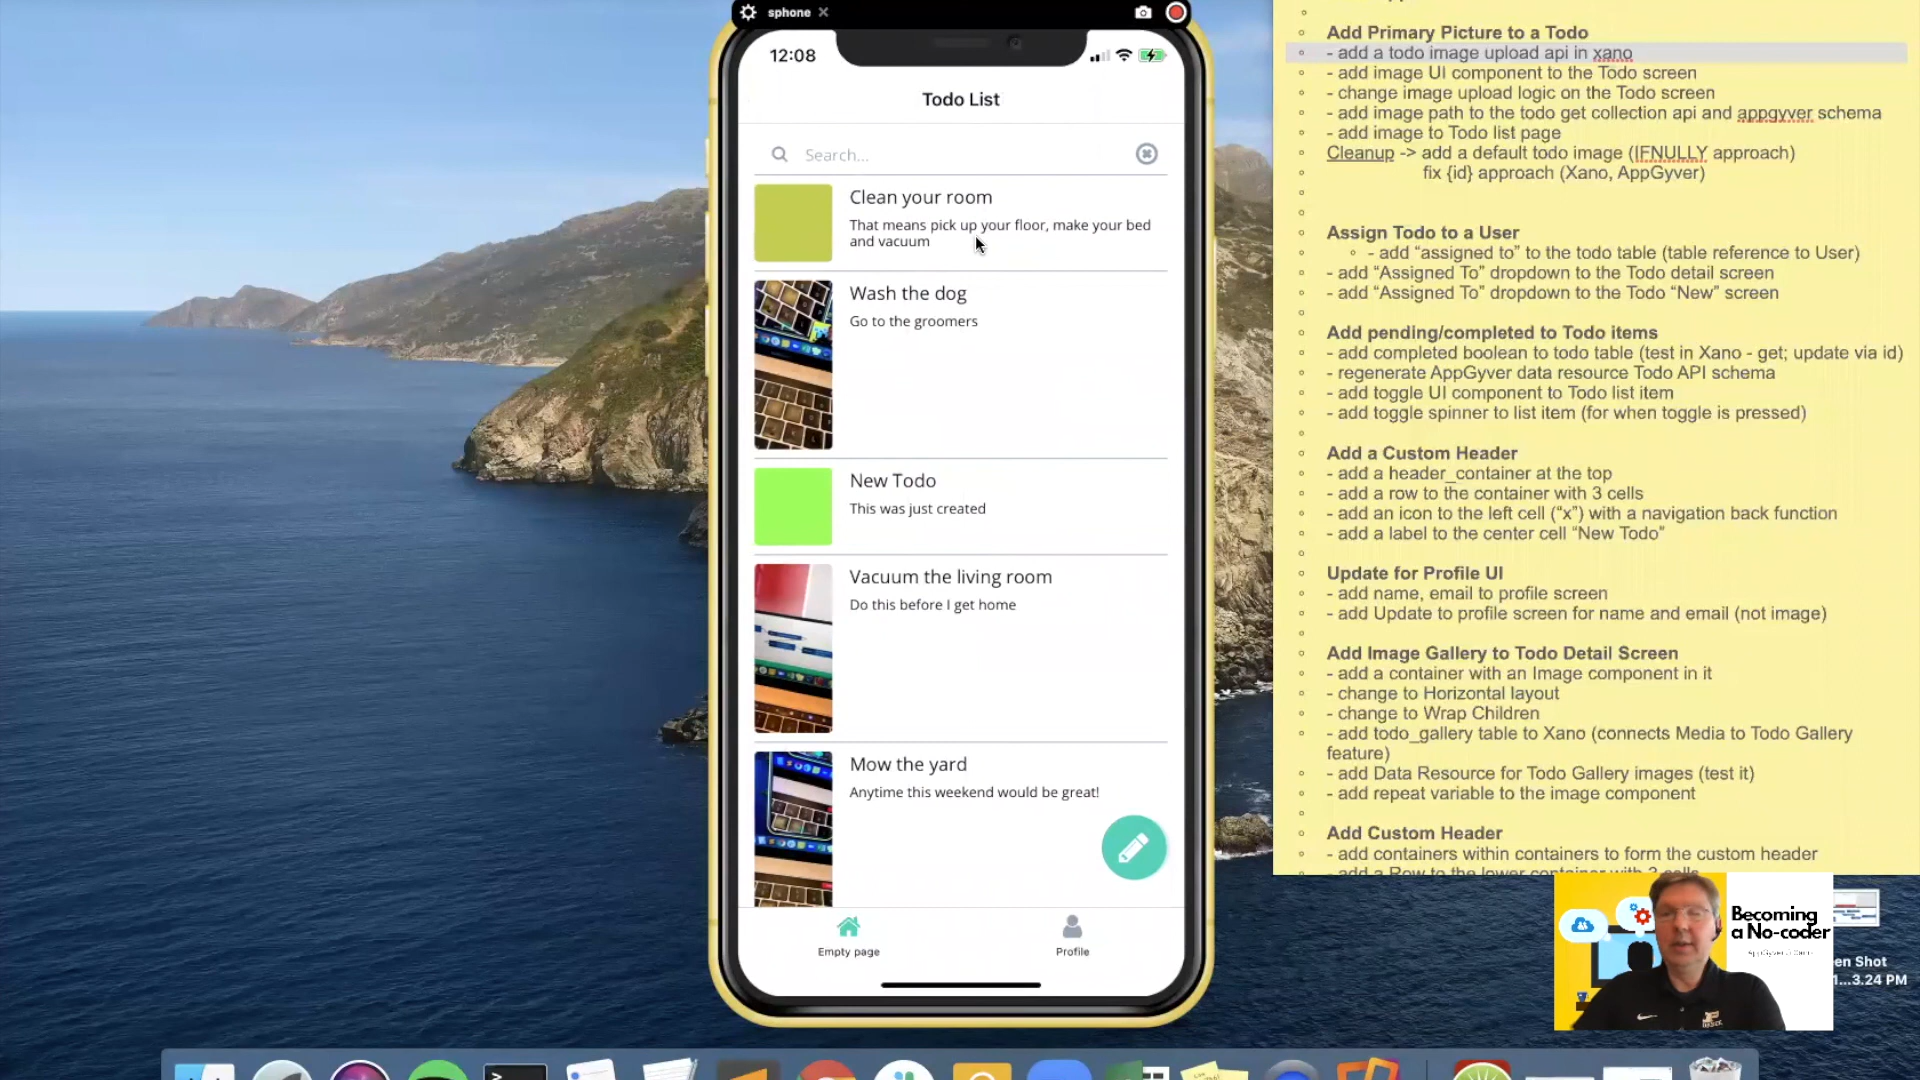 sphone
12:08
Todo List
Search...
Clean your room
That means pick up your floor, make your bed
and vacuum
Wash the dog
Go to the groomers
New Todo
This was just created
Vacuum the living room
Do this before I get home
Mow the yard
Anytime this weekend would be great!
Empty page
Profile
Add Primary Picture to a Todo
- add a todo image upload api in xano
- add image UI component to the Todo screen
- change image upload logic on the Todo screen
- add image path to the todo get collection api and appgyver schema
- add image to Todo list page
Cleanup -> add a default todo image (IFNULLY approach)
fix {id} approach (Xano, AppGyver)
Assign Todo to a User
- add “assigned to” to the todo table (table reference to User)
- add “Assigned To” dropdown to the Todo detail screen
- add “Assigned To” dropdown to the Todo “New” screen
Add pending/completed to Todo items
- add completed boolean to todo table (test in Xano - get; update via id)
- regenerate AppGyver data resource Todo API schema
- add toggle UI component to Todo list item
- add toggle spinner to list item (for when toggle is pressed)
Add a Custom Header
- add a header_container at the top
- add a row to the container with 3 cells
- add an icon to the left cell (“x”) with a navigation back function
- add a label to the center cell “New Todo”
Update for Profile UI
- add name, email to profile screen
- add Update to profile screen for name and email (not image)
Add Image Gallery to Todo Detail Screen
- add a container with an Image component in it
- change to Horizontal layout
- change to Wrap Children
- add todo_gallery table to Xano (connects Media to Todo Gallery
feature)
- add Data Resource for Todo Gallery images (test it)
- add repeat variable to the image component
Add Custom Header
- add containers within containers to form the custom header
- add a Row to the lower container with 3 cells
Becoming
a No-coder
en Shot
1...3.24 PM